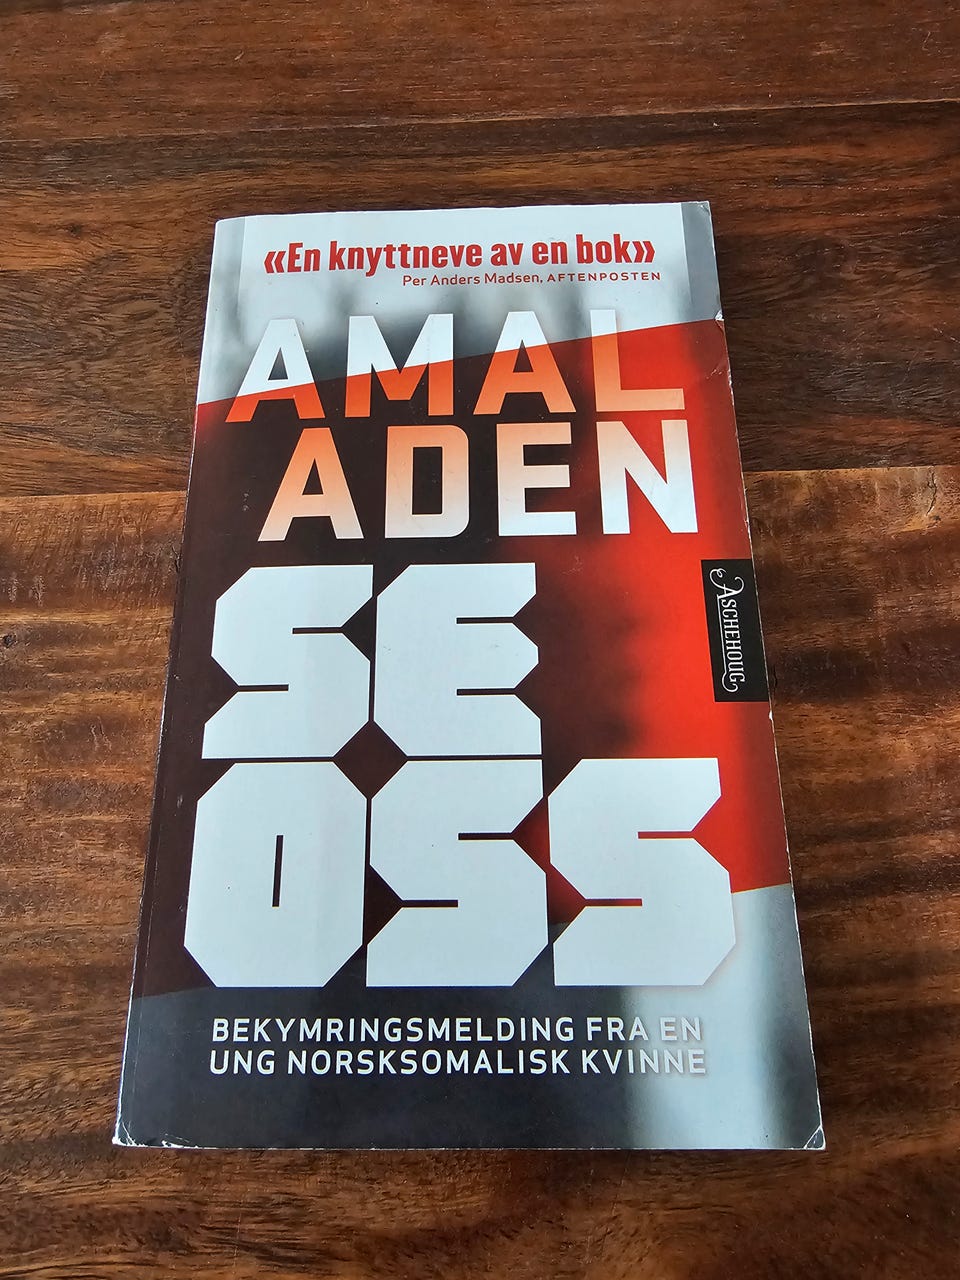 «En knyttneve av en bok»
Per Anders Madsen, AFTENPOSTEN
AMAL
ADEN
SE
OSS
ASCHEHOUG
BEKYMRINGSMELDING FRA EN
UNG NORSKSOMALISK KVINNE